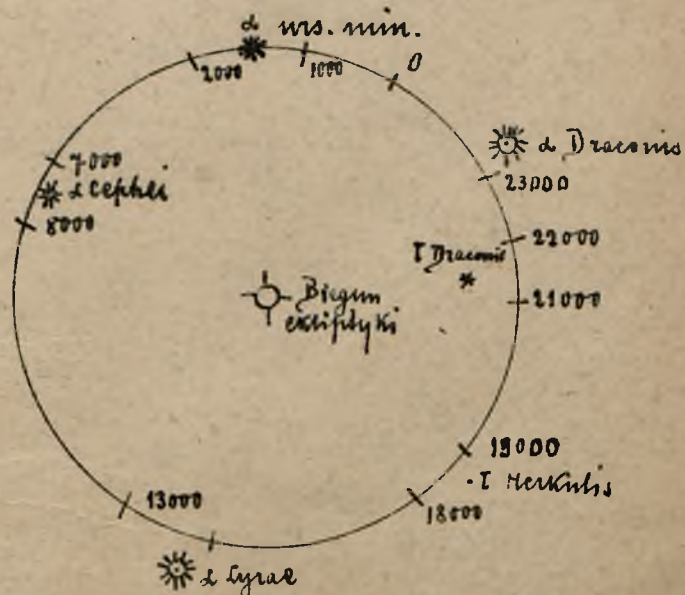 α urs. min.
2000
1000
0
α Draconis
23000
7000
α Cephei
8000
22000
ι Draconis
21000
Biegun
ekliptyki
19000
τ Herkulis
18000
13000
α Lyrae